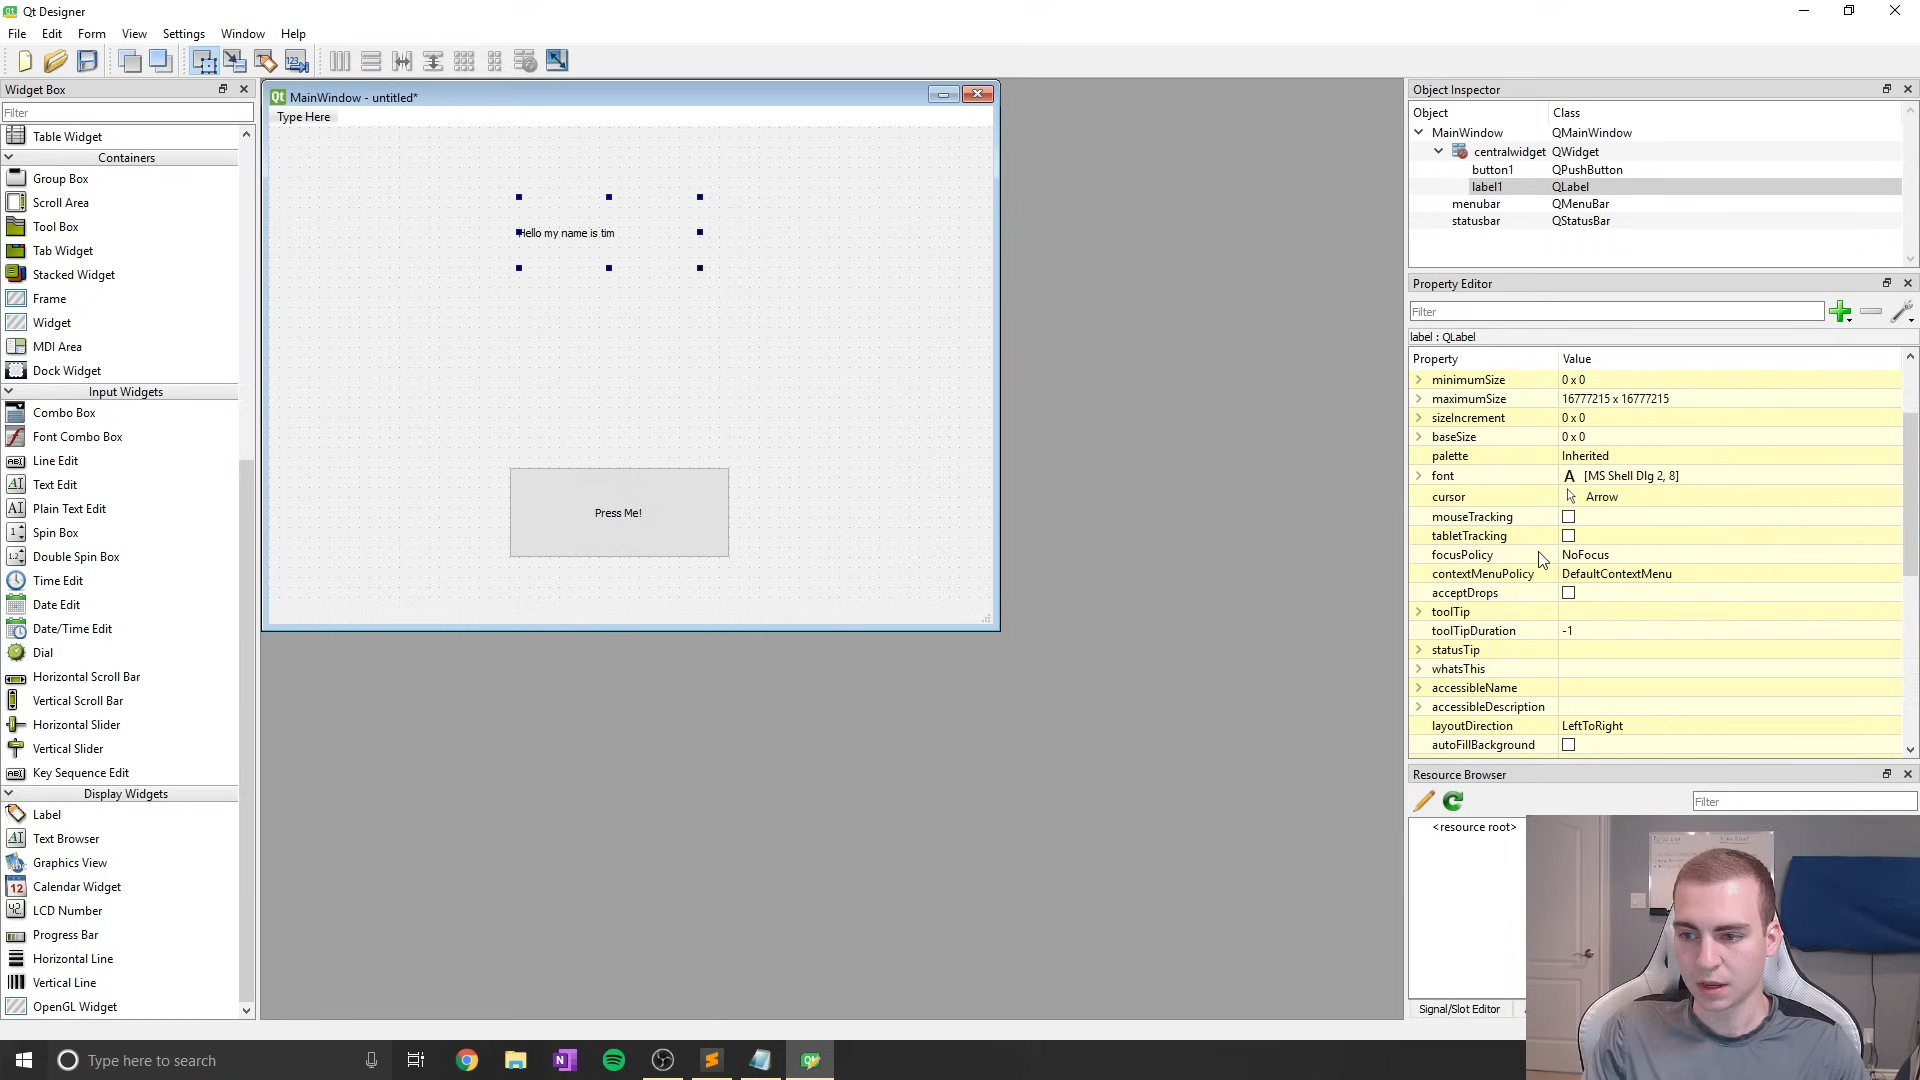 Qt Designer
File Edit Form View Settings Window Help
Widget Box
Filter
Table Widget
Containers
Group Box
Scroll Area
Tool Box
Tab Widget
Stacked Widget
Frame
Widget
MDI Area
Dock Widget
Input Widgets
Combo Box
Font Combo Box
Line Edit
Text Edit
Plain Text Edit
Spin Box
Double Spin Box
Time Edit
Date Edit
Date/Time Edit
Dial
Horizontal Scroll Bar
Vertical Scroll Bar
Horizontal Slider
Vertical Slider
Key Sequence Edit
Display Widgets
Label
Text Browser
Graphics View
Calendar Widget
LCD Number
Progress Bar
Horizontal Line
Vertical Line
OpenGL Widget
MainWindow - untitled*
Type Here
Hello my name is tim
Press Me!
Object Inspector
Object Class
MainWindow QMainWindow
centralwidget QWidget
button1 QPushButton
label1 QLabel
menubar QMenuBar
statusbar QStatusBar
Property Editor
Filter
label : QLabel
Property Value
minimumSize 0 x 0
maximumSize 16777215 x 16777215
sizeIncrement 0 x 0
baseSize 0 x 0
palette Inherited
font A [MS Shell Dlg 2, 8]
cursor Arrow
mouseTracking
tabletTracking
focusPolicy NoFocus
contextMenuPolicy DefaultContextMenu
acceptDrops
toolTip
toolTipDuration -1
statusTip
whatsThis
accessibleName
accessibleDescription
layoutDirection LeftToRight
autoFillBackground
Resource Browser
Filter
<resource root>
Signal/Slot Editor
Type here to search